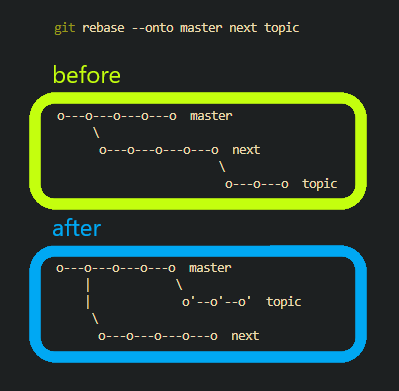 git rebase --onto master next topic
before
o---o---o---o---o  master
     \
      o---o---o---o---o  next
                       \
                        o---o---o  topic
after
o---o---o---o---o  master
    |            \
    |             o'--o'--o'  topic
     \
      o---o---o---o---o  next